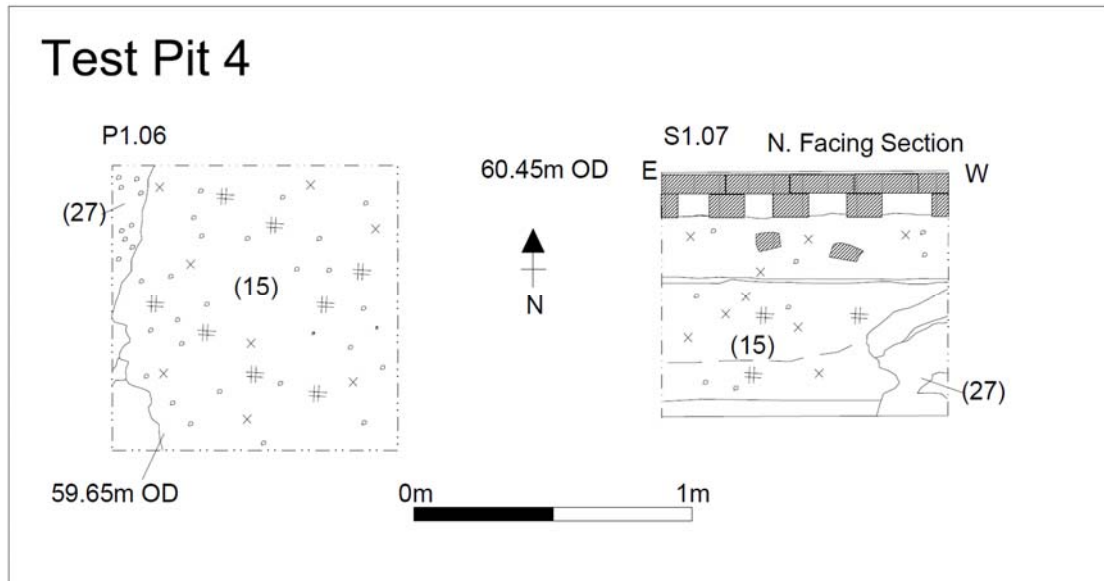 Test Pit 4
P1.06
(27)
(15)
59.65m OD
N
0m
1m
60.45m OD
S1.07
N. Facing Section
E
W
(15)
(27)